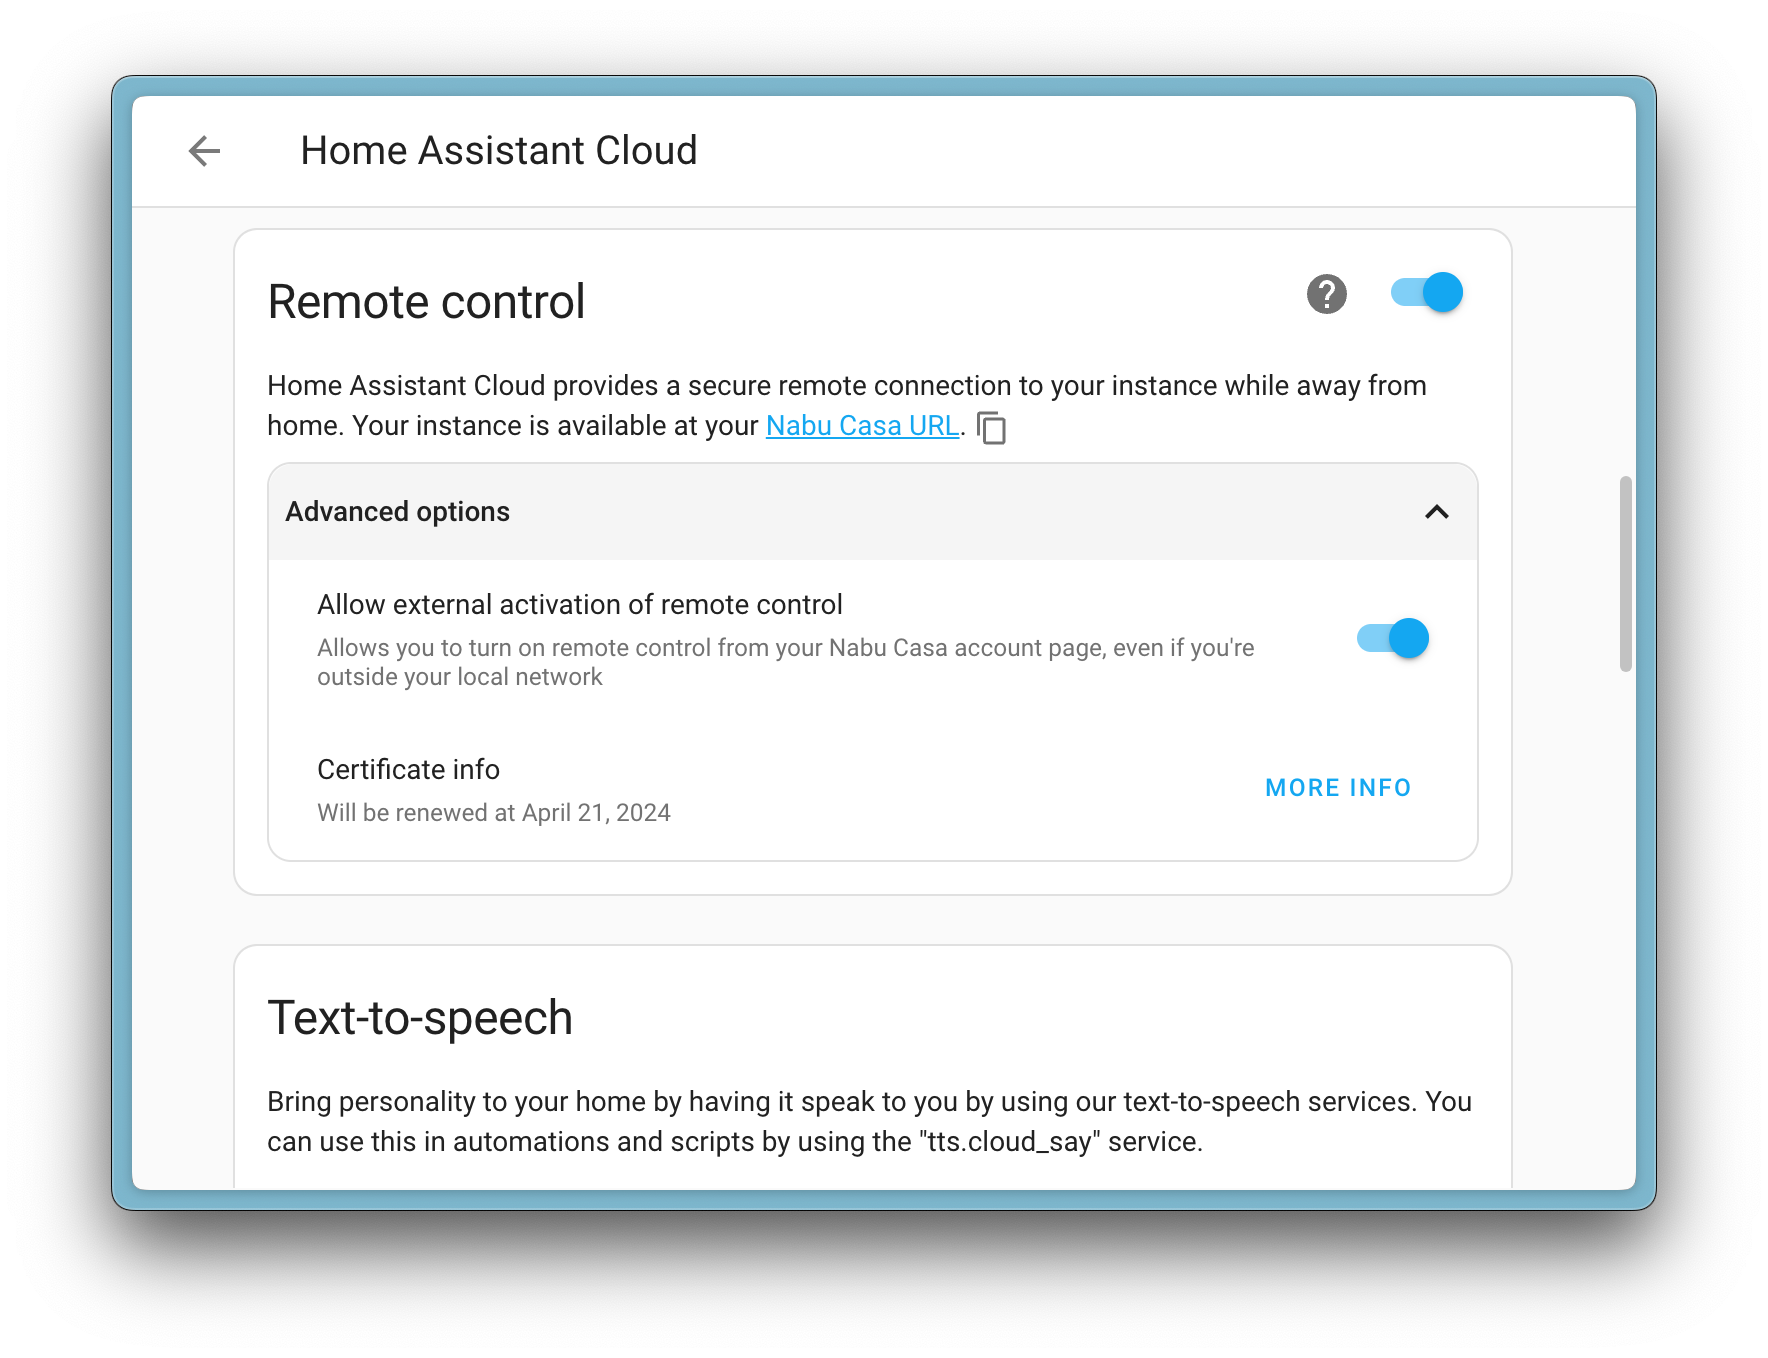 Home Assistant Cloud
Remote control
Home Assistant Cloud provides a secure remote connection to your instance while away from
home. Your instance is available at your Nabu Casa URL.
Advanced options
Allow external activation of remote control
Allows you to turn on remote control from your Nabu Casa account page, even if you're
outside your local network
Certificate info
MORE INFO
Will be renewed at April 21, 2024
Text-to-speech
Bring personality to your home by having it speak to you by using our text-to-speech services. You
can use this in automations and scripts by using the "tts.cloud_say" service.